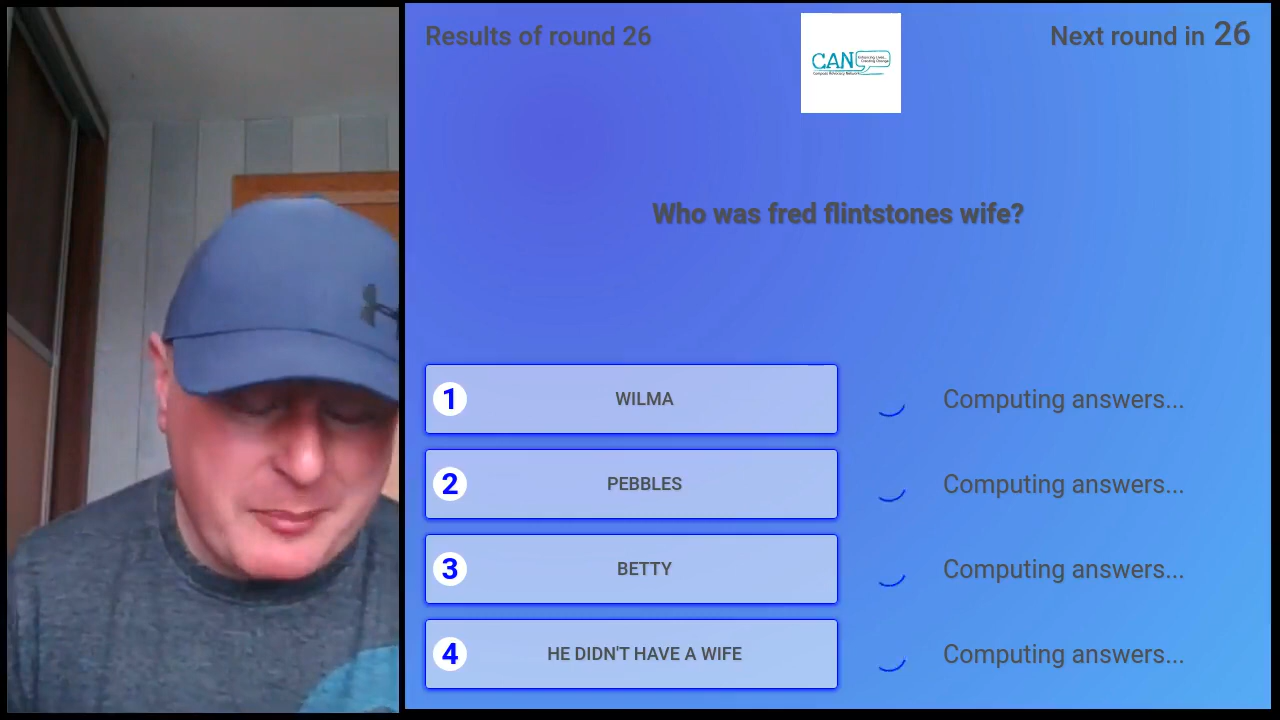 Results of round 26
CAN
Next round in 26
Who was fred flintstones wife?
1 WILMA Computing answers...
2 PEBBLES Computing answers...
3 BETTY Computing answers...
4 HE DIDN'T HAVE A WIFE Computing answers...